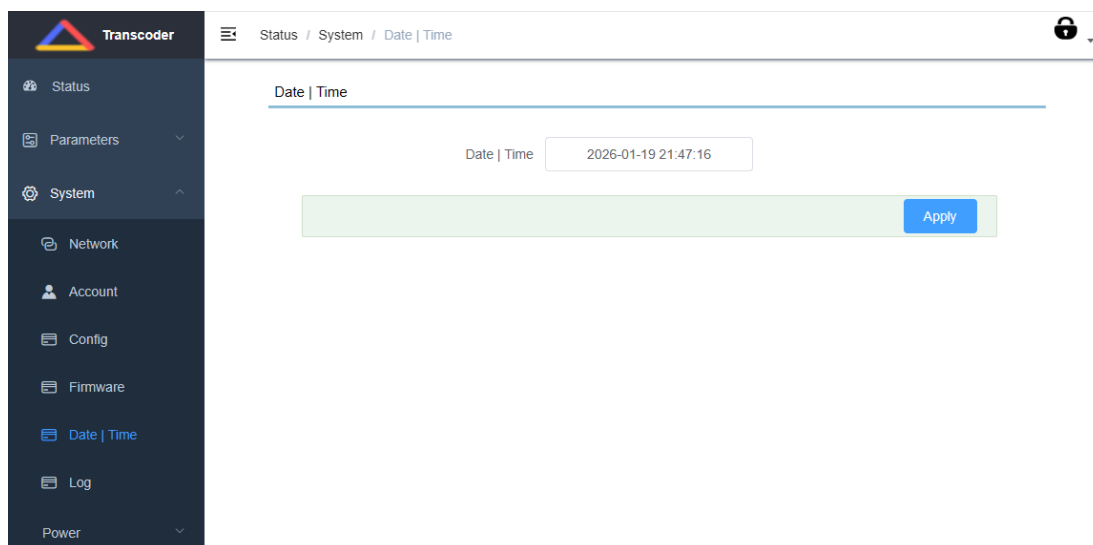 Transcoder
Status / System / Date | Time
Status
Parameters
System
Network
Account
Config
Firmware
Date | Time
Log
Power
Date | Time
Date | Time 2026-01-19 21:47:16
Apply